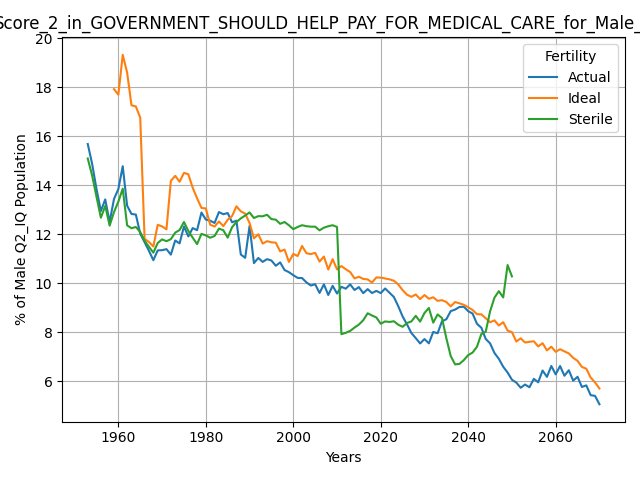 Score_2_in_GOVERNMENT_SHOULD_HELP_PAY_FOR_MEDICAL_CARE_for_Male_
20
18
16
14
12
10
8
6
% of Male Q2_IQ Population
Fertility
Actual
Ideal
Sterile
1960 1980 2000 2020 2040 2060
Years